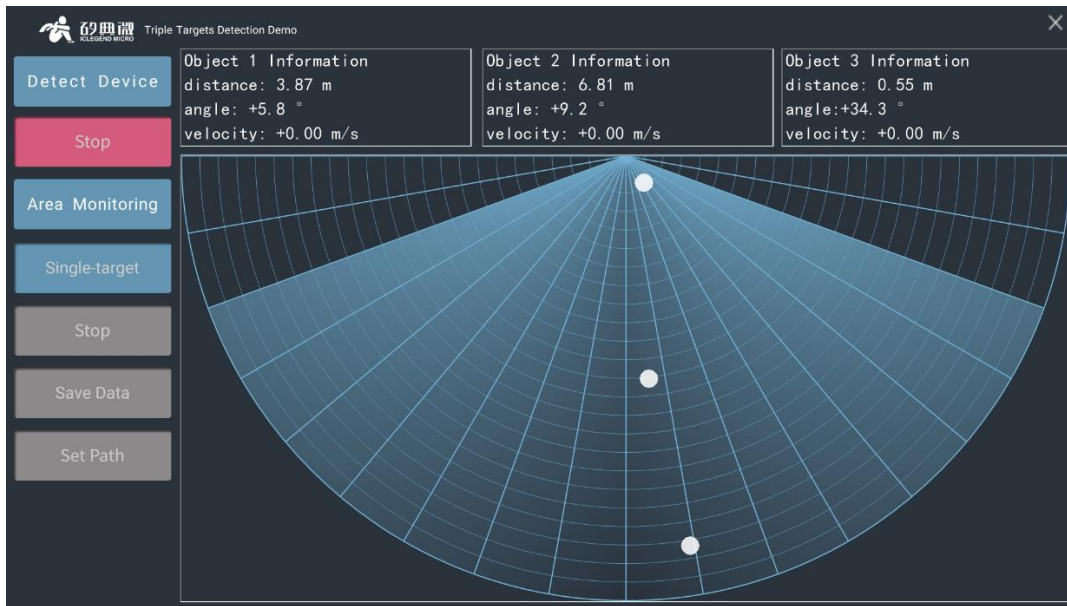 矽典微 Triple Targets Detection Demo
ICLEGEND MICRO
Detect Device
Stop
Area Monitoring
Single-target
Stop
Save Data
Set Path
Object 1 Information
distance: 3.87 m
angle: +5.8 °
velocity: +0.00 m/s
Object 2 Information
distance: 6.81 m
angle: +9.2 °
velocity: +0.00 m/s
Object 3 Information
distance: 0.55 m
angle:+34.3 °
velocity: +0.00 m/s